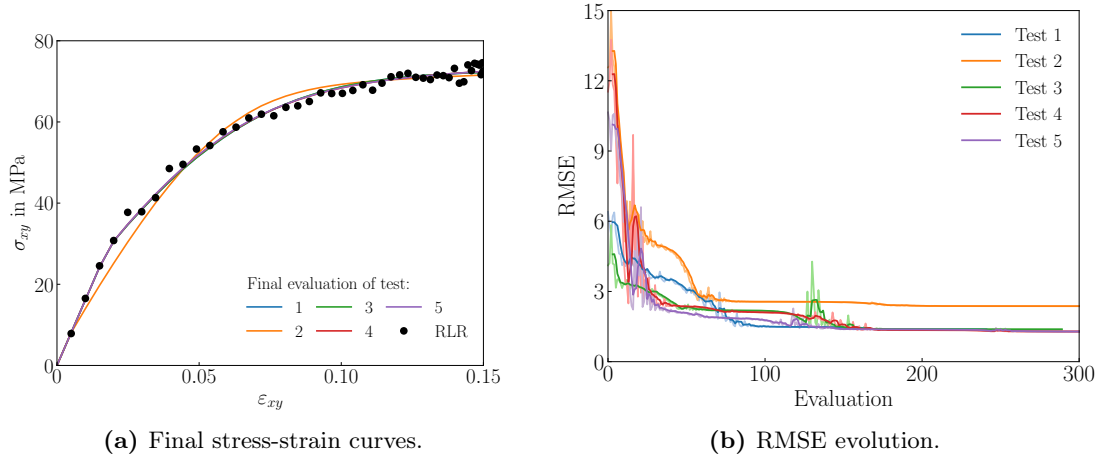 80
60
40
20
0
0
0.05
0.10
0.15
σxy in MPa
εxy
Final evaluation of test:
1 3 5
2 4 RLR
(a) Final stress-strain curves.
15
12
9
6
3
0
0
100
200
300
RMSE
Evaluation
Test 1
Test 2
Test 3
Test 4
Test 5
(b) RMSE evolution.